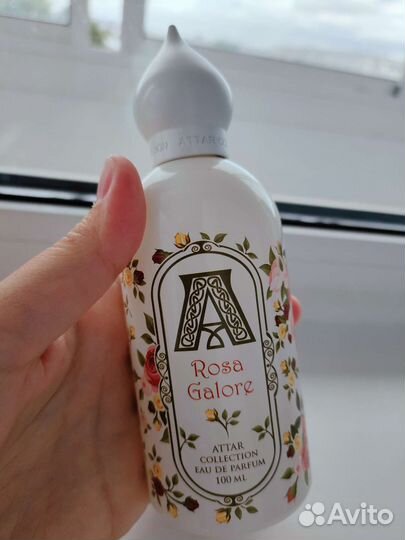 A
Rosa
Galore
ATTAR
COLLECTION
EAU DE PARFUM
100 ML
Avito